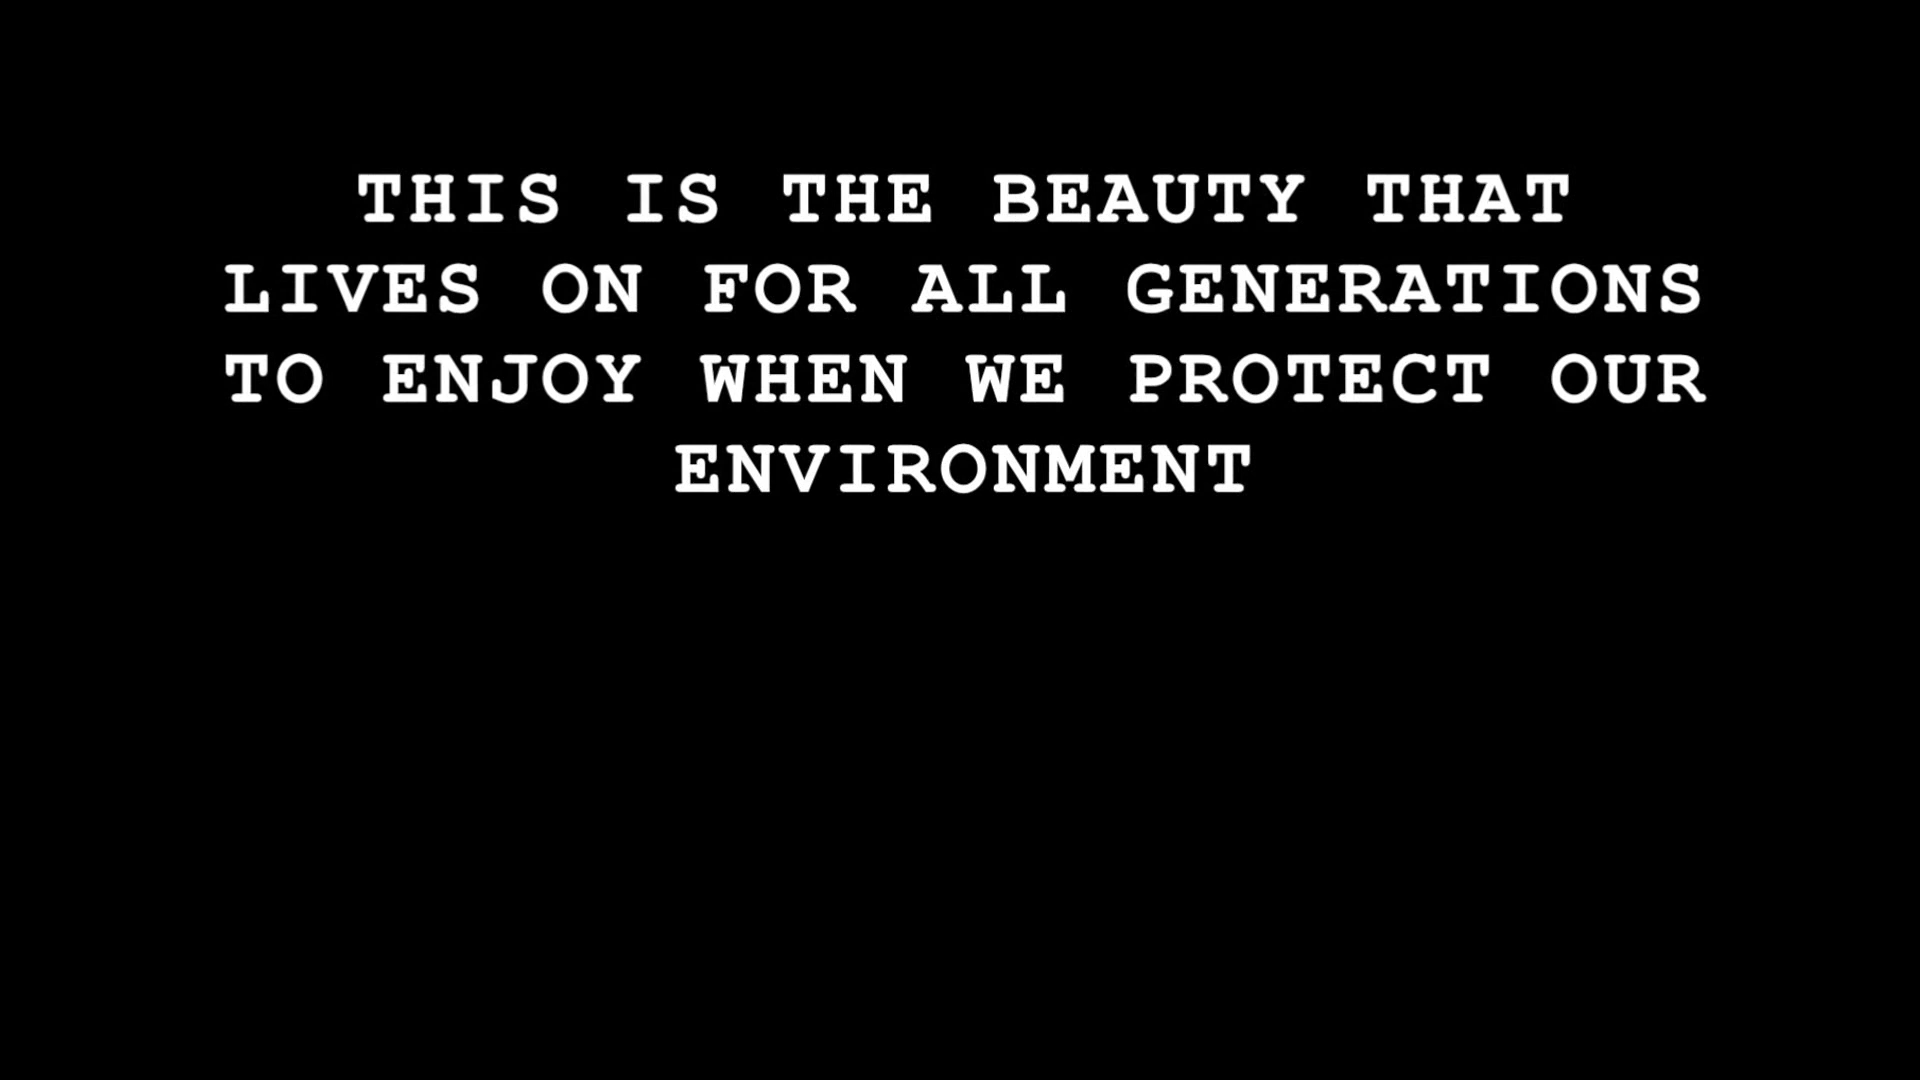 THIS IS THE BEAUTY THAT
LIVES ON FOR ALL GENERATIONS
TO ENJOY WHEN WE PROTECT OUR
ENVIRONMENT